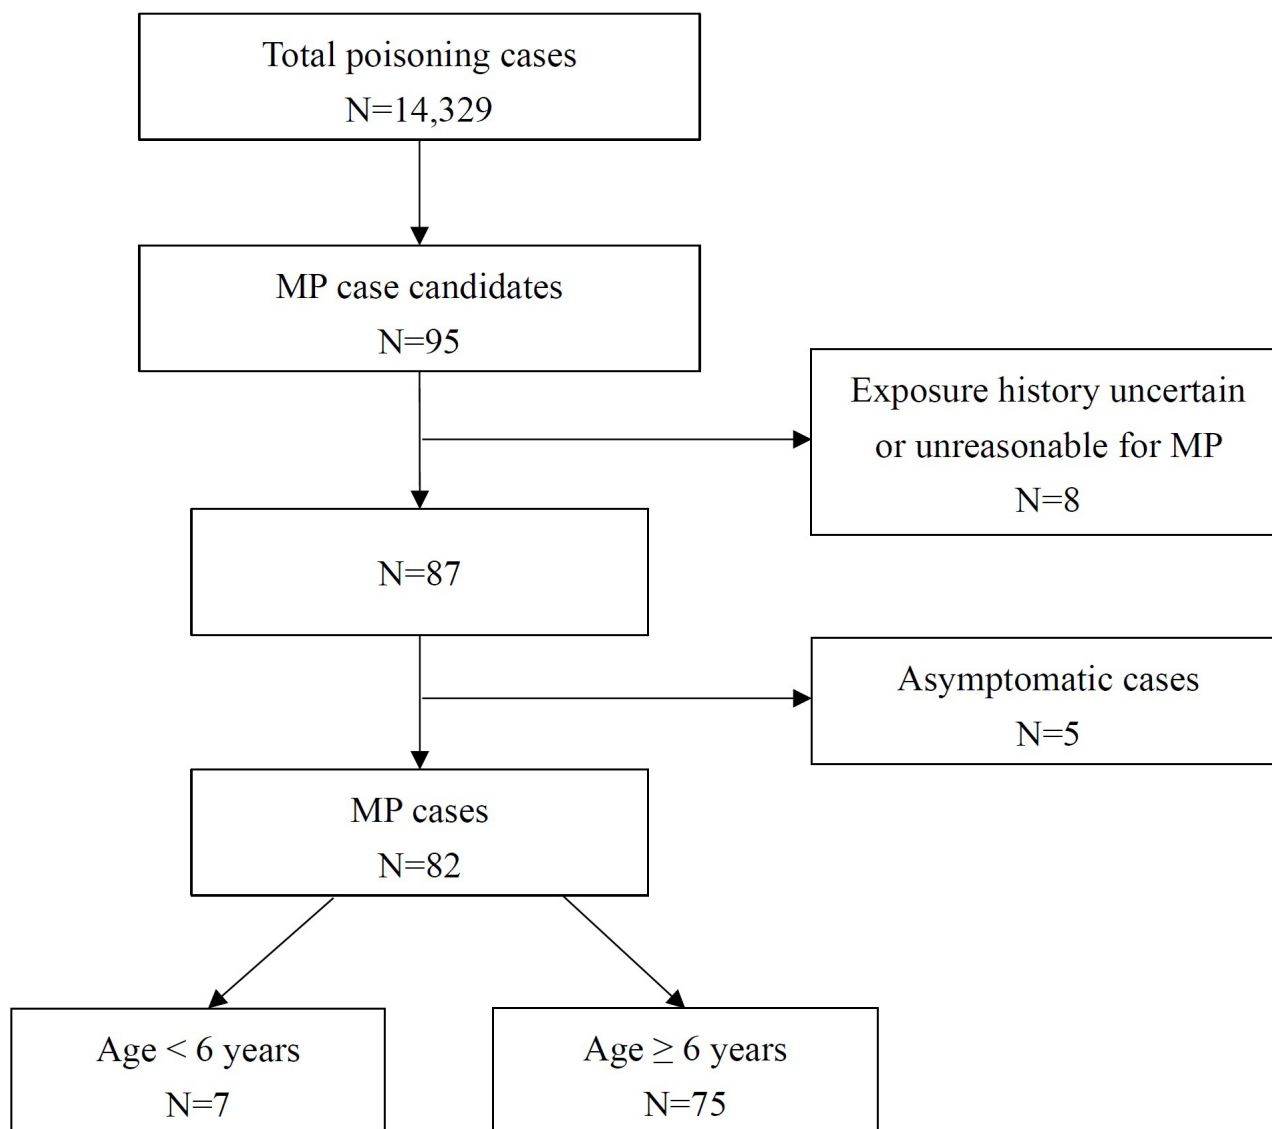 Total poisoning cases
N=14,329
MP case candidates
N=95
Exposure history uncertain
or unreasonable for MP
N=8
N=87
Asymptomatic cases
N=5
MP cases
N=82
Age < 6 years
N=7
Age ≥ 6 years
N=75